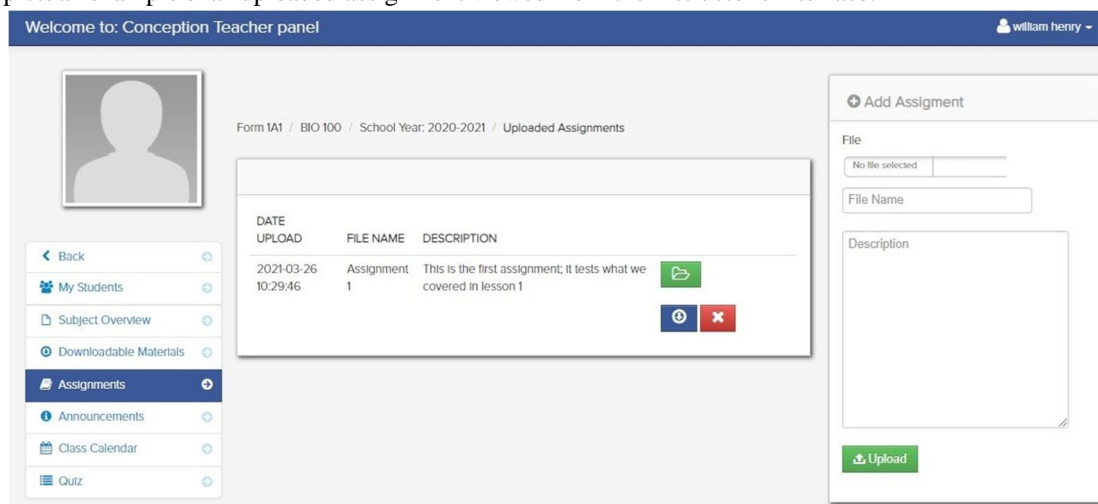 Welcome to: Conception Teacher panel
william henry
Form 1A1 / BIO 100 / School Year: 2020-2021 / Uploaded Assignments
DATE UPLOAD FILE NAME DESCRIPTION
2021-03-26 10:29:46 Assignment 1 This is the first assignment; it tests what we covered in lesson 1
Back
My Students
Subject Overview
Downloadable Materials
Assignments
Announcements
Class Calendar
Quiz
Add Assigment
File
No file selected
File Name
Description
Upload